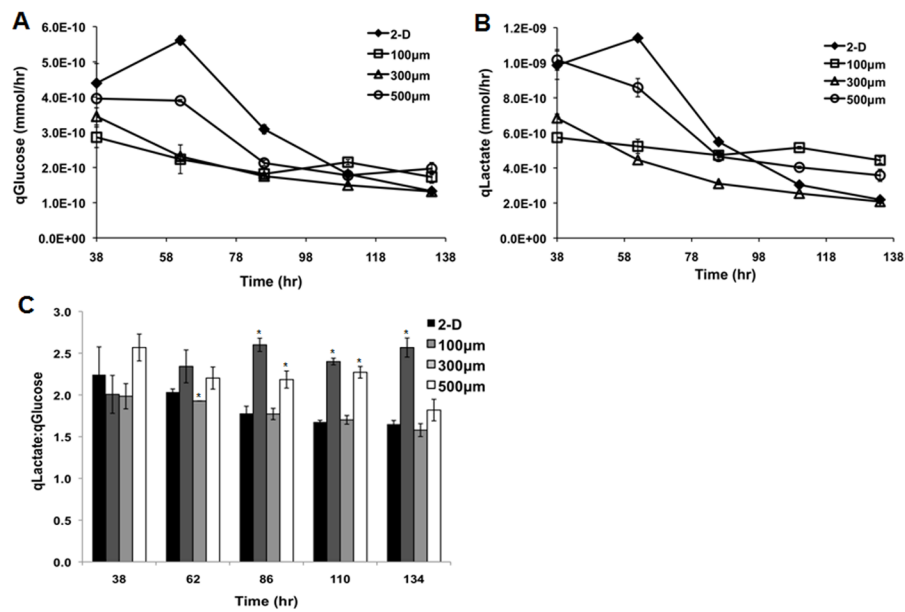 A
qGlucose (mmol/hr)
6.0E-10
5.0E-10
4.0E-10
3.0E-10
2.0E-10
1.0E-10
0.0E+00
38 58 78 98 118 138
Time (hr)
2-D
100µm
300µm
500µm
B
qLactate (mmol/hr)
1.2E-09
1.0E-09
8.0E-10
6.0E-10
4.0E-10
2.0E-10
0.0E+00
38 58 78 98 118 138
Time (hr)
2-D
100µm
300µm
500µm
C
qLactate:qGlucose
3.0
2.5
2.0
1.5
1.0
0.5
0.0
* * * * * *
38 62 86 110 134
Time (hr)
2-D
100µm
300µm
500µm